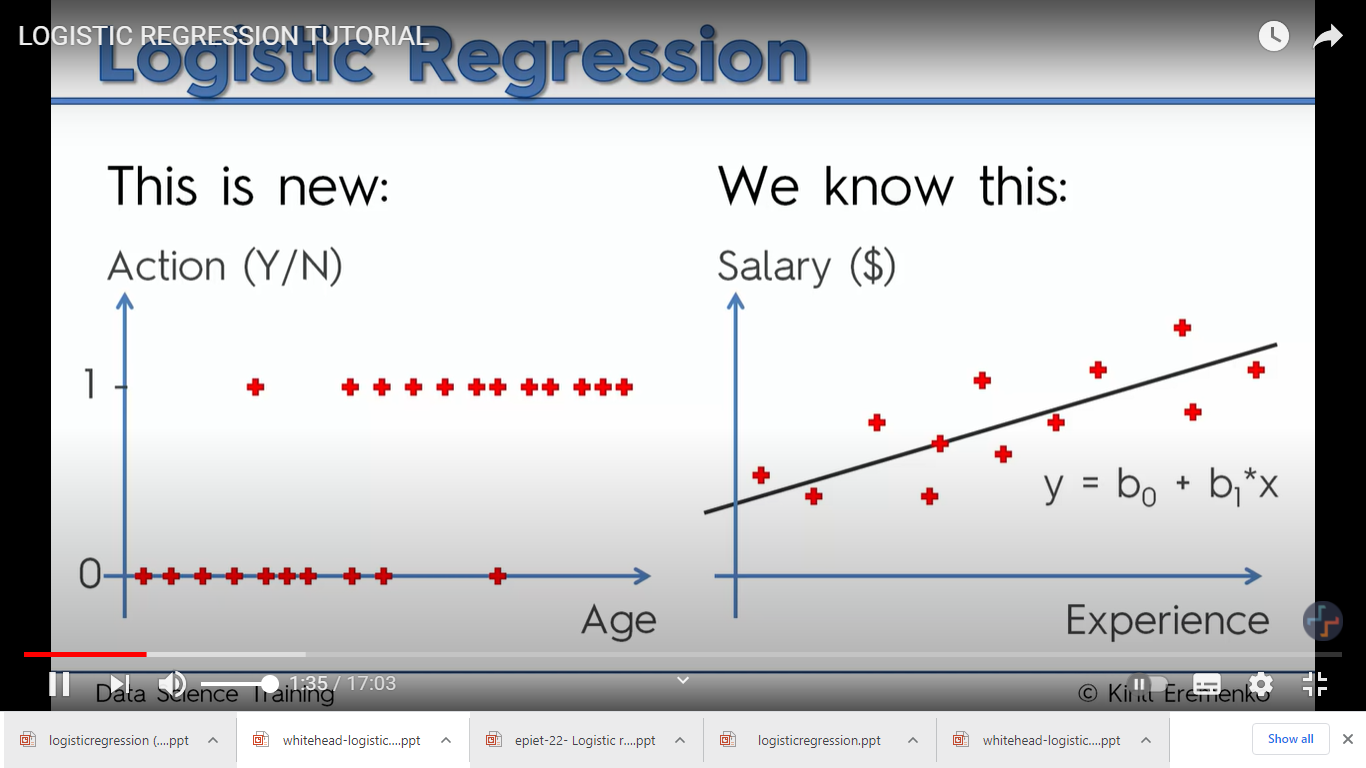 LOGISTIC REGRESSION TUTORIAL
Logistic Regression
This is new:
Action (Y/N)
1
0
Age
We know this:
Salary ($)
y = b₀ + b₁*x
Experience
1:35 / 17:03
Data Science Training
© Kirill Eremenko
logisticregression (....ppt
whitehead-logistic....ppt
epiet-22- Logistic r....ppt
logisticregression.ppt
whitehead-logistic....ppt
Show all